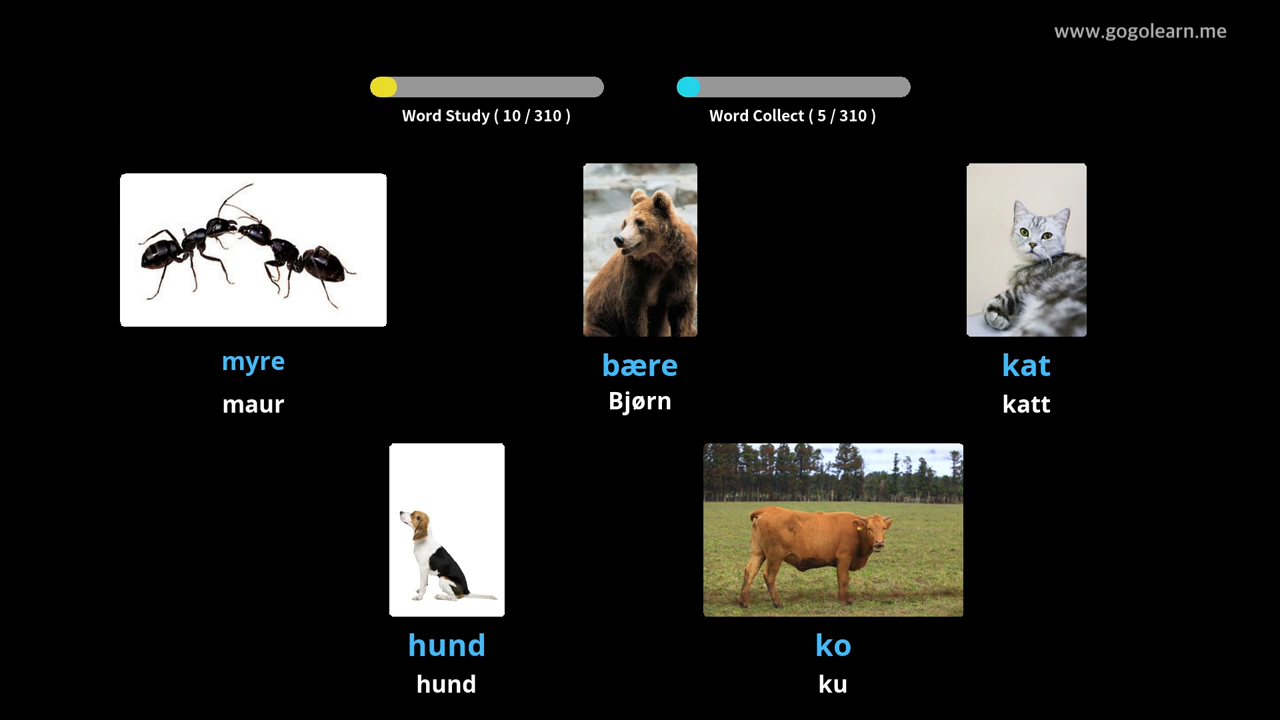 www.gogolearn.me
Word Study ( 10 / 310 )
Word Collect ( 5 / 310 )
myre
maur
bære
Bjørn
kat
katt
hund
hund
ko
ku